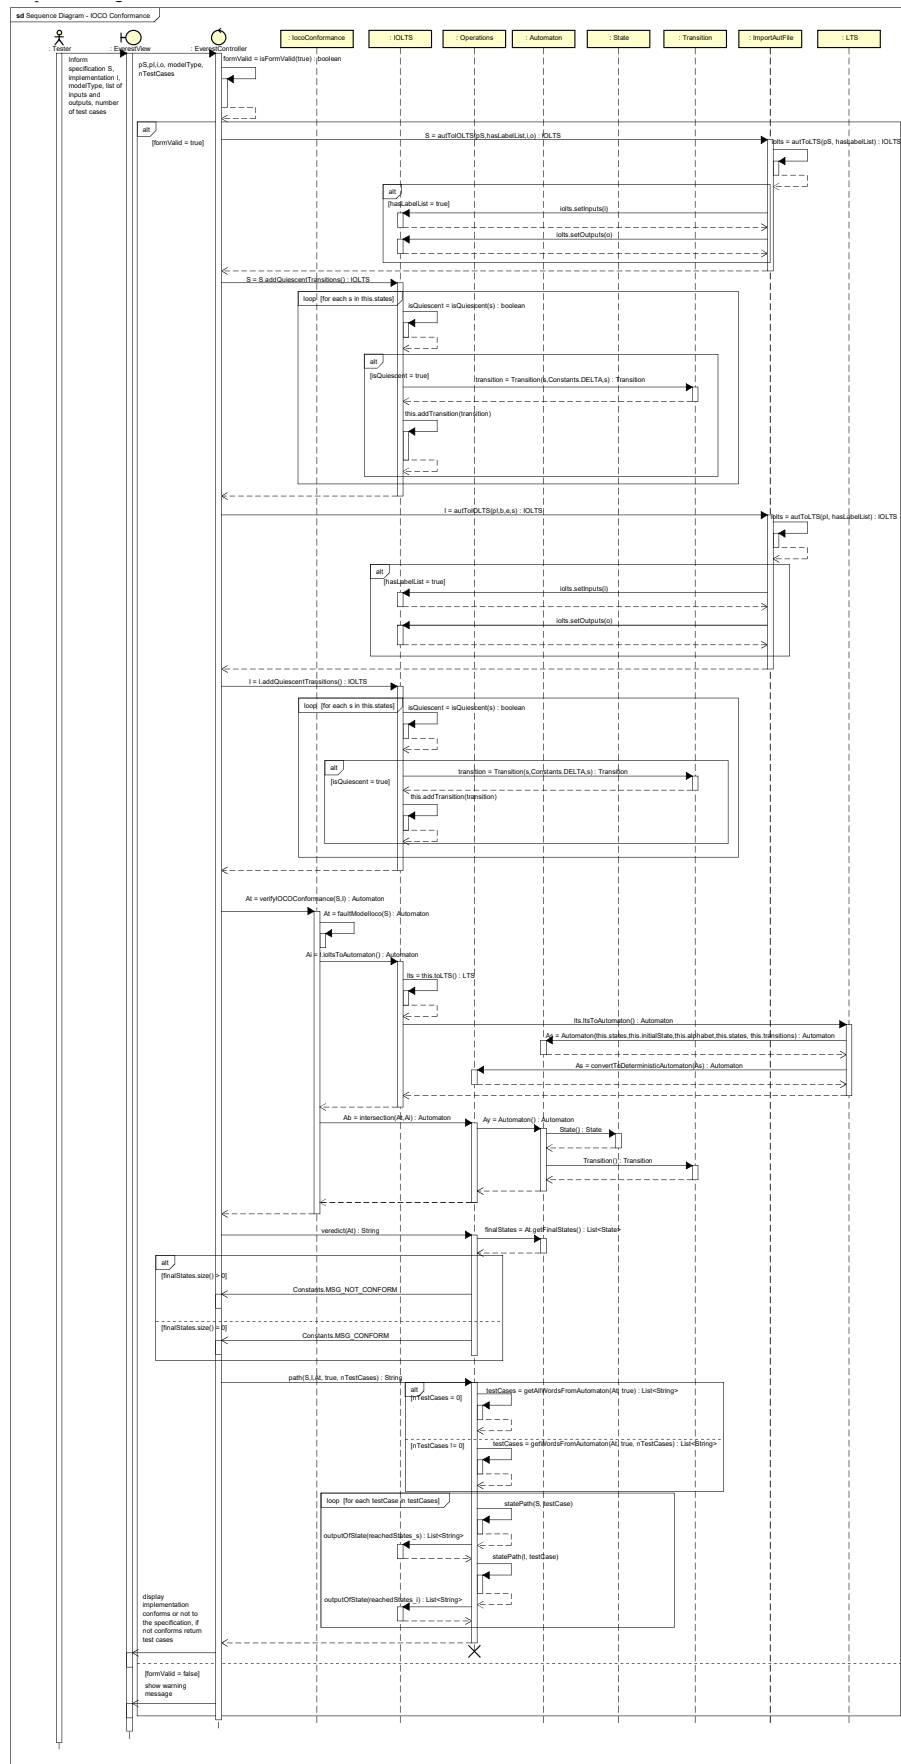 sd Sequence Diagram - IOCO Conformance
: Tester
: EverestView
: EverestController
: IocoConformance
: IOLTS
: Operations
: Automaton
: State
: Transition
: ImportAutFile
: LTS
Inform
specification S,
implementation I,
modelType, list of
inputs and
outputs, number
of test cases
pS,pI,i,o, modelType,
nTestCases
formValid = isFormValid(true) : boolean
alt
[formValid = true]
S = autToIOLTS(pS,hasLabelList,i,o) : IOLTS
iolts = autToLTS(pS, hasLabelList) : IOLTS
alt
[hasLabelList = true]
iolts.setInputs(i)
iolts.setOutputs(o)
S = S.addQuiescentTransitions() : IOLTS
loop [for each s in this.states]
isQuiescent = isQuiescent(s) : boolean
alt
[isQuiescent = true]
transition = Transition(s,Constants.DELTA,s) : Transition
this.addTransition(transition)
I = autToIOLTS(pI,b,e,s) : IOLTS
iolts = autToLTS(pI, hasLabelList) : IOLTS
alt
[hasLabelList = true]
iolts.setInputs(i)
iolts.setOutputs(o)
I = I.addQuiescentTransitions() : IOLTS
loop [for each s in this.states]
isQuiescent = isQuiescent(s) : boolean
alt
[isQuiescent = true]
transition = Transition(s,Constants.DELTA,s) : Transition
this.addTransition(transition)
At = verifyIOCOConformance(S,I) : Automaton
At = faultModelIoco(S) : Automaton
Ai = I.ioltsToAutomaton() : Automaton
lts = this.toLTS() : LTS
lts.ltsToAutomaton() : Automaton
As = Automaton(this.states,this.initialState,this.alphabet,this.states, this.transitions) : Automaton
As = convertToDeterministicAutomaton(As) : Automaton
Ab = intersection(At,Ai) : Automaton
Ay = Automaton() : Automaton
State() : State
Transition() : Transition
veredict(At) : String
finalStates = At.getFinalStates() : List<State>
alt
[finalStates.size() > 0]
Constants.MSG_NOT_CONFORM
[finalStates.size() = 0]
Constants.MSG_CONFORM
path(S,I,At, true, nTestCases) : String
alt
[nTestCases = 0]
testCases = getAllWordsFromAutomaton(At, true) : List<String>
[nTestCases != 0]
testCases = getWordsFromAutomaton(At, true, nTestCases) : List<String>
loop [for each testCase in testCases]
statePath(S, testCase)
outputOfState(reachedStates_s) : List<String>
statePath(I, testCase)
outputOfState(reachedStates_i) : List<String>
display
implementation
conforms or not to
the specification, if
not conforms return
test cases
[formValid = false]
show warning
message